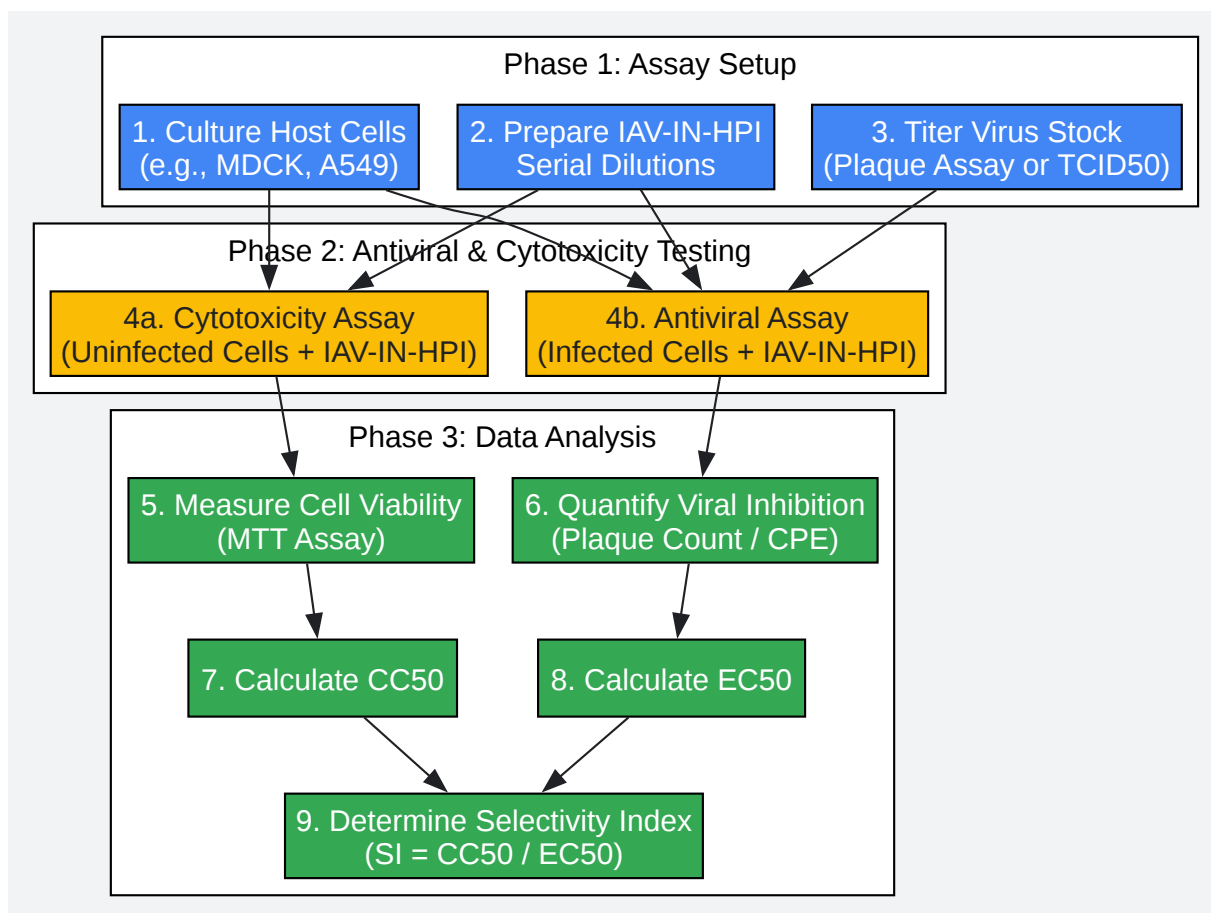 Phase 1: Assay Setup
1. Culture Host Cells
(e.g., MDCK, A549)
2. Prepare IAV-IN-HPI
Serial Dilutions
3. Titer Virus Stock
(Plaque Assay or TCID50)
Phase 2: Antiviral & Cytotoxicity Testing
4a. Cytotoxicity Assay
(Uninfected Cells + IAV-IN-HPI)
4b. Antiviral Assay
(Infected Cells + IAV-IN-HPI)
Phase 3: Data Analysis
5. Measure Cell Viability
(MTT Assay)
6. Quantify Viral Inhibition
(Plaque Count / CPE)
7. Calculate CC50
8. Calculate EC50
9. Determine Selectivity Index
(SI = CC50 / EC50)